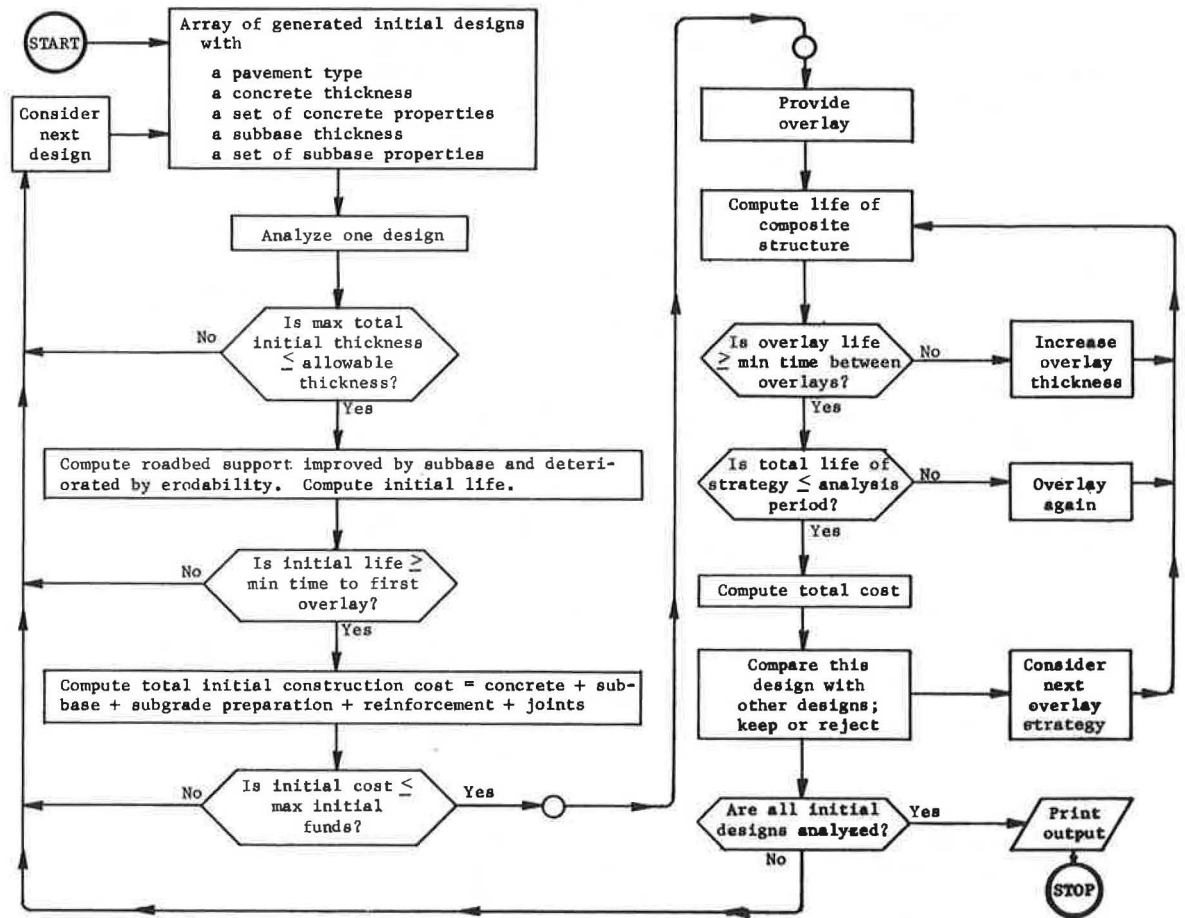 START
Array of generated initial designs
with
a pavement type
a concrete thickness
a set of concrete properties
a subbase thickness
a set of subbase properties
Consider
next
design
Analyze one design
Is max total
initial thickness
≤ allowable
thickness?
No
Yes
Compute roadbed support improved by subbase and deteri-
orated by erodability. Compute initial life.
Is initial life ≥
min time to first
overlay?
No
Yes
Compute total initial construction cost = concrete + sub-
base + subgrade preparation + reinforcement + joints
Is initial cost ≤
max initial
funds?
No
Yes
Provide
overlay
Compute life of
composite
structure
Is overlay life
≥ min time between
overlays?
No
Increase
overlay
thickness
Yes
Is total life of
strategy ≤ analysis
period?
No
Overlay
again
Yes
Compute total cost
Compare this
design with
other designs;
keep or reject
Consider
next
overlay
strategy
Are all initial
designs analyzed?
Yes
Print
output
No
STOP